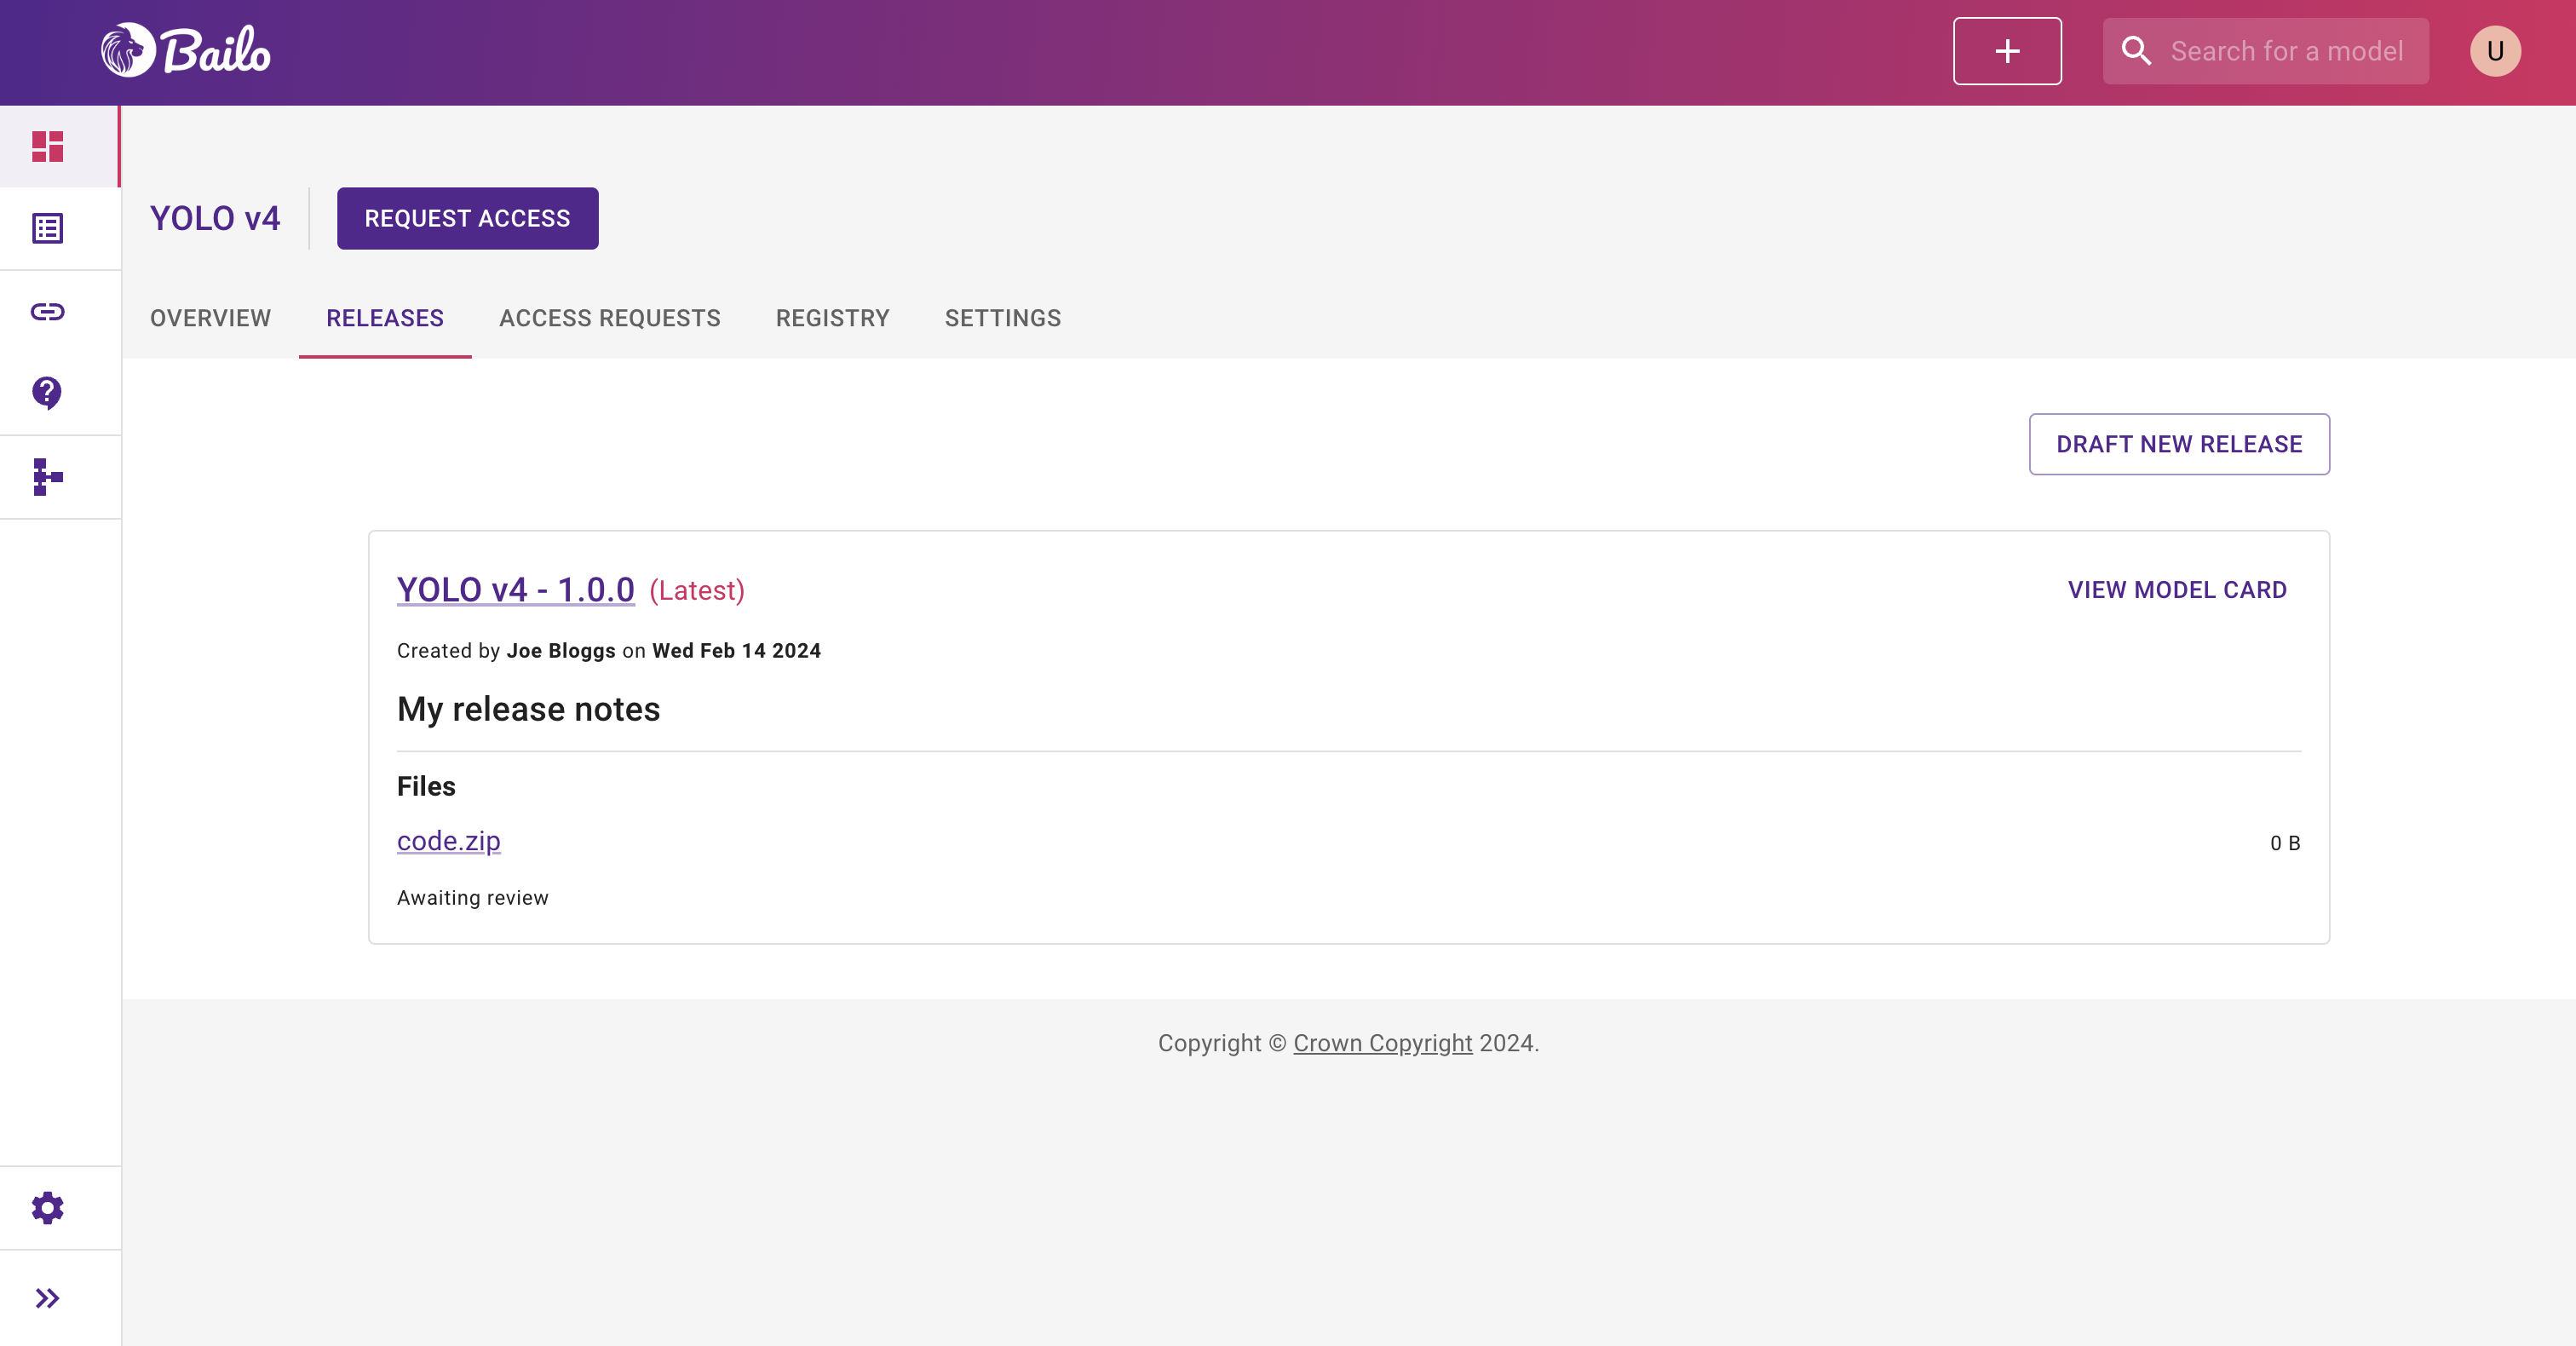 Bailo
+
Search for a model
U
YOLO v4
REQUEST ACCESS
OVERVIEW RELEASES ACCESS REQUESTS REGISTRY SETTINGS
DRAFT NEW RELEASE
YOLO v4 - 1.0.0 (Latest)
VIEW MODEL CARD
Created by Joe Bloggs on Wed Feb 14 2024
My release notes
Files
code.zip 0 B
Awaiting review
Copyright © Crown Copyright 2024.